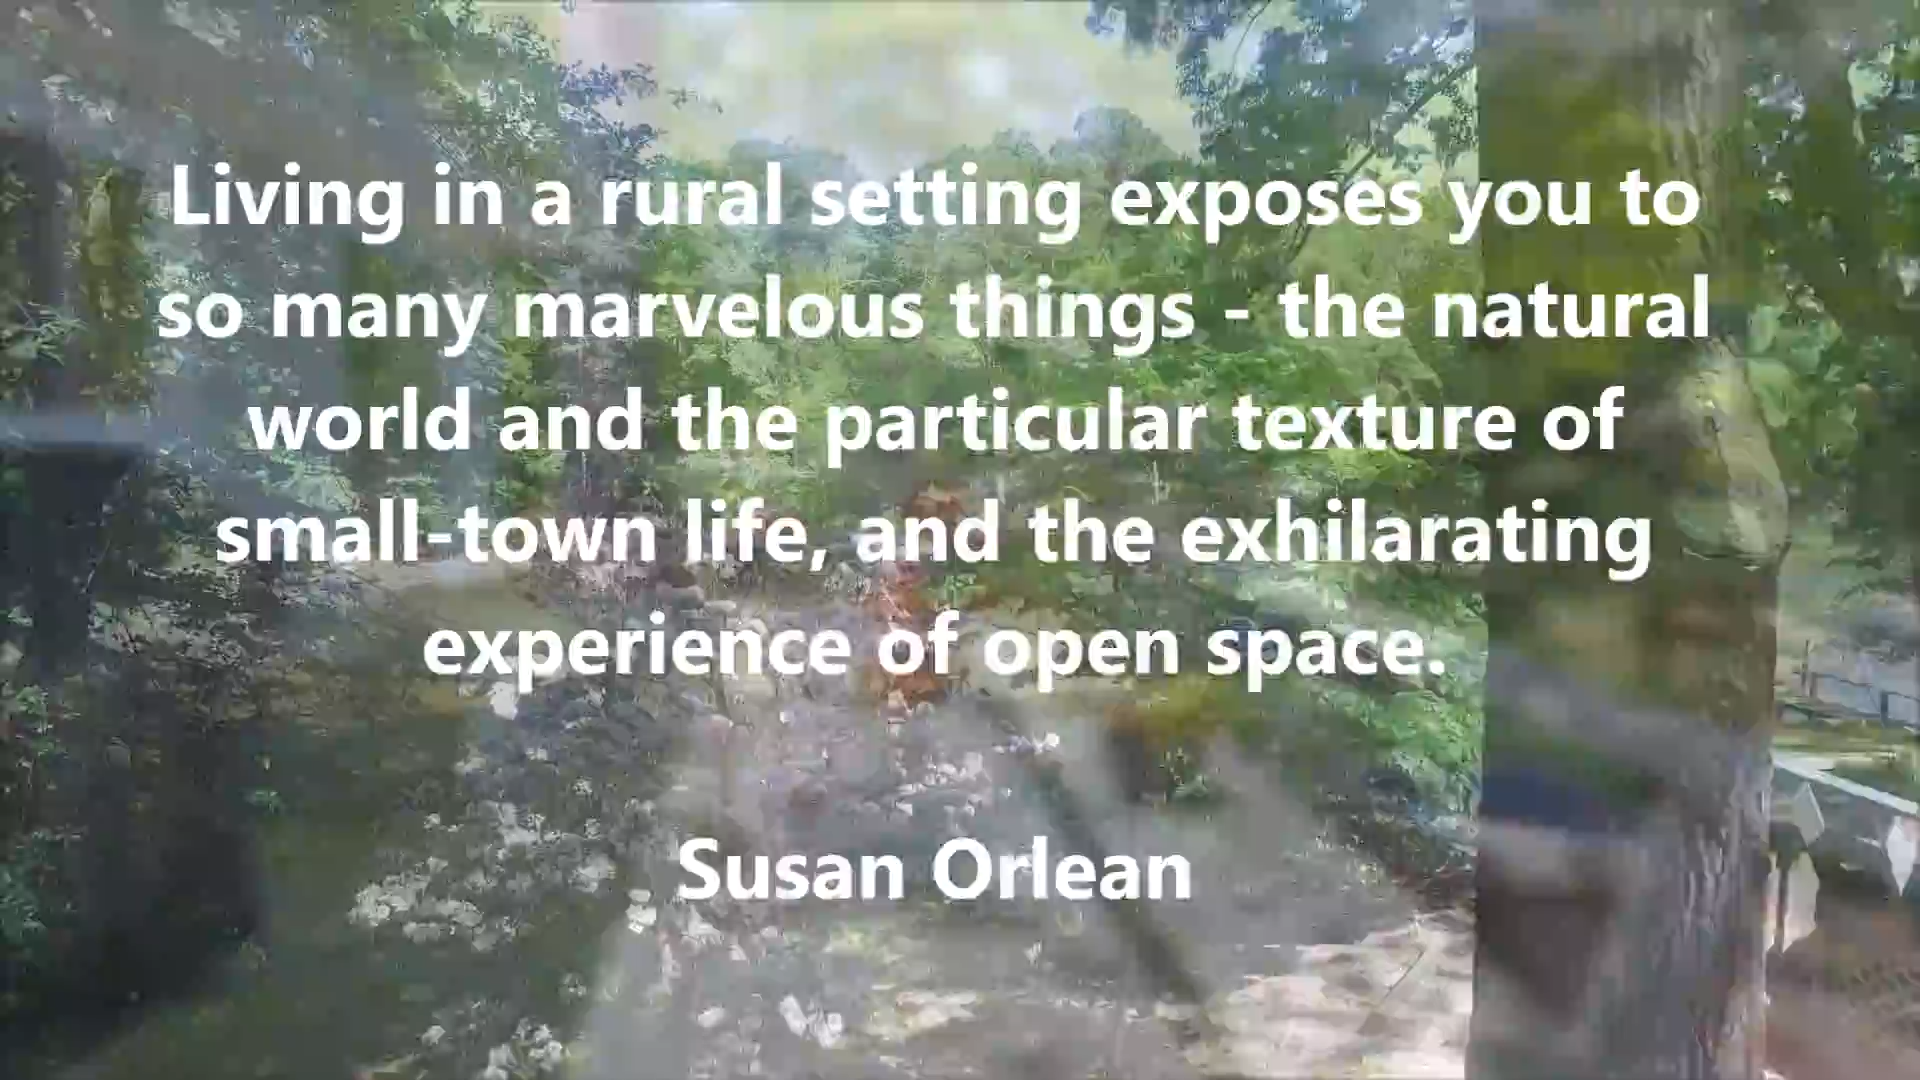 Living in a rural setting exposes you to
so many marvelous things - the natural
world and the particular texture of
small-town life, and the exhilarating
experience of open space.
Susan Orlean